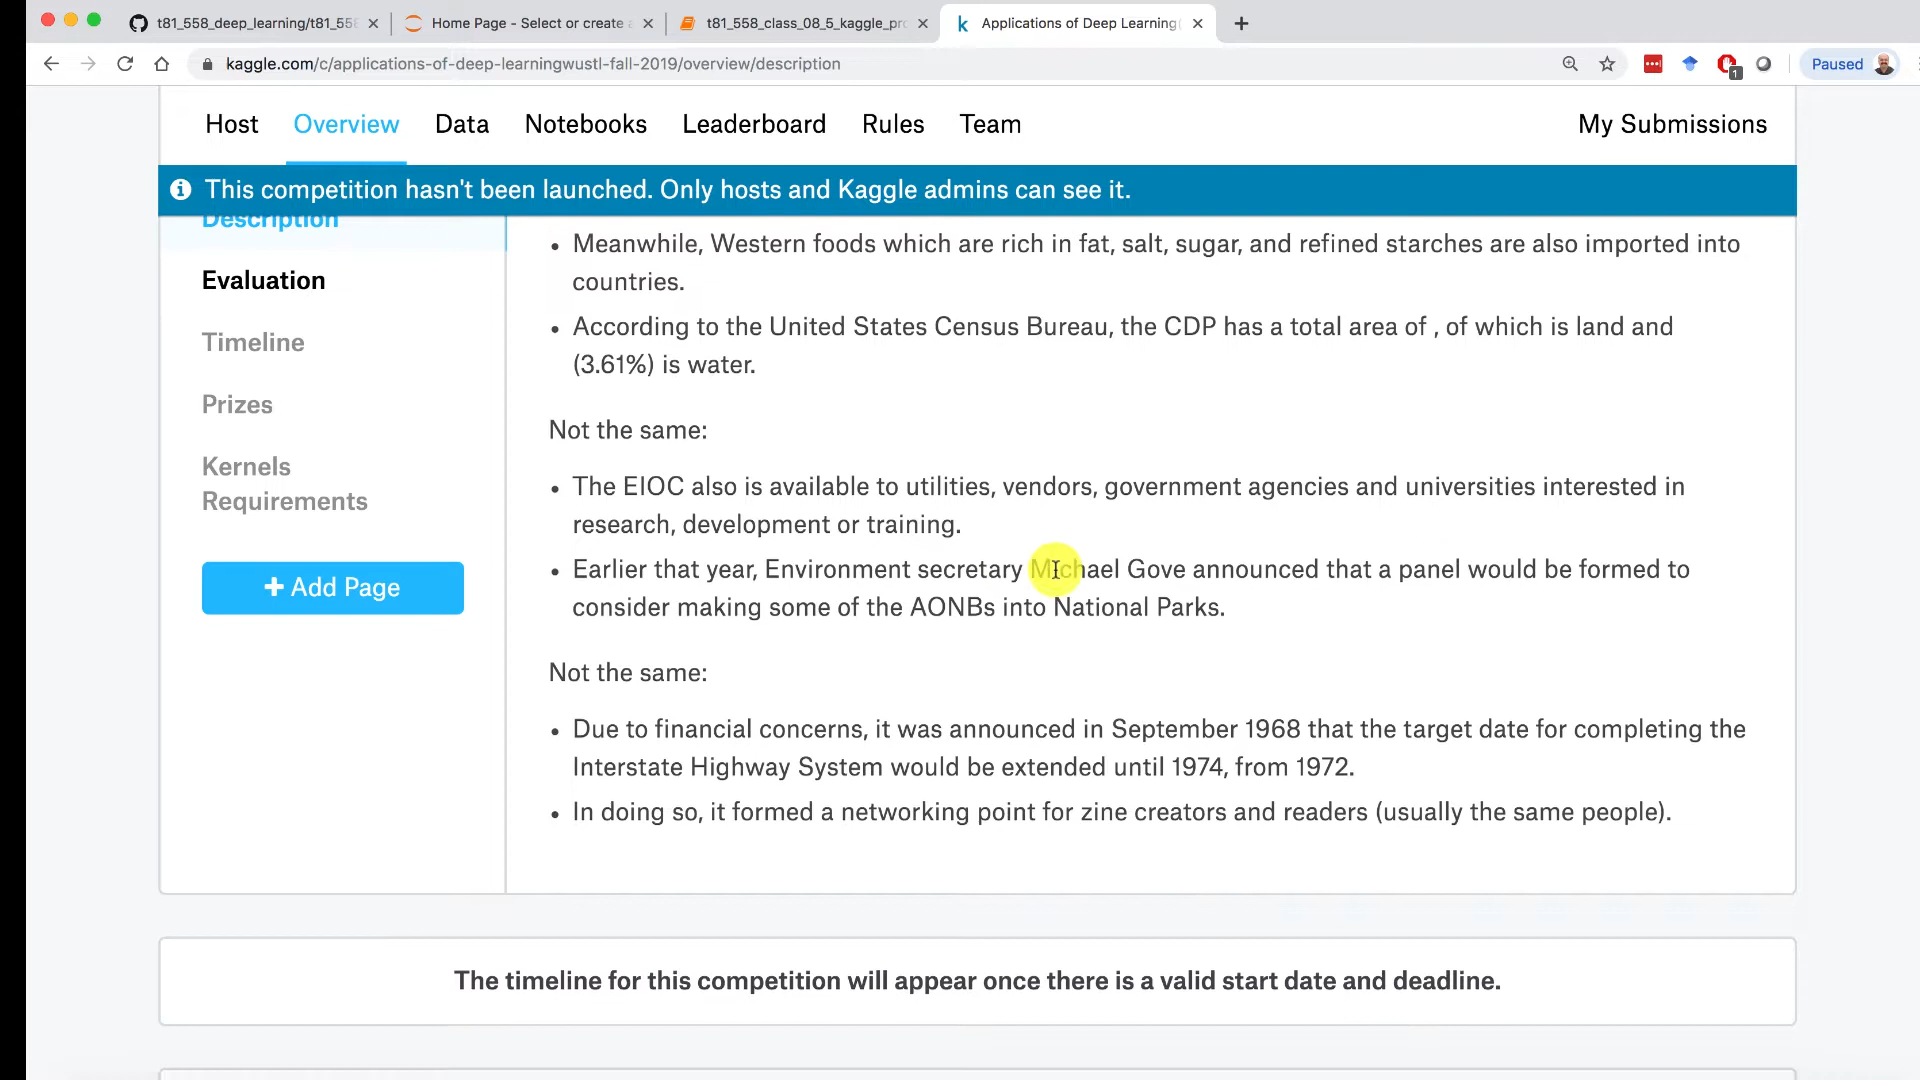 t81_558_deep_learning/t81_558
Home Page - Select or create a
t81_558_class_08_5_kaggle_pro
Applications of Deep Learning(
kaggle.com/c/applications-of-deep-learningwustl-fall-2019/overview/description
1
Paused
Host
Overview
Data
Notebooks
Leaderboard
Rules
Team
My Submissions
This competition hasn't been launched. Only hosts and Kaggle admins can see it.
Description
Evaluation
Timeline
Prizes
Kernels
Requirements
+ Add Page
• Meanwhile, Western foods which are rich in fat, salt, sugar, and refined starches are also imported into
countries.
• According to the United States Census Bureau, the CDP has a total area of , of which is land and
(3.61%) is water.
Not the same:
• The EIOC also is available to utilities, vendors, government agencies and universities interested in
research, development or training.
• Earlier that year, Environment secretary Michael Gove announced that a panel would be formed to
consider making some of the AONBs into National Parks.
Not the same:
• Due to financial concerns, it was announced in September 1968 that the target date for completing the
Interstate Highway System would be extended until 1974, from 1972.
• In doing so, it formed a networking point for zine creators and readers (usually the same people).
The timeline for this competition will appear once there is a valid start date and deadline.